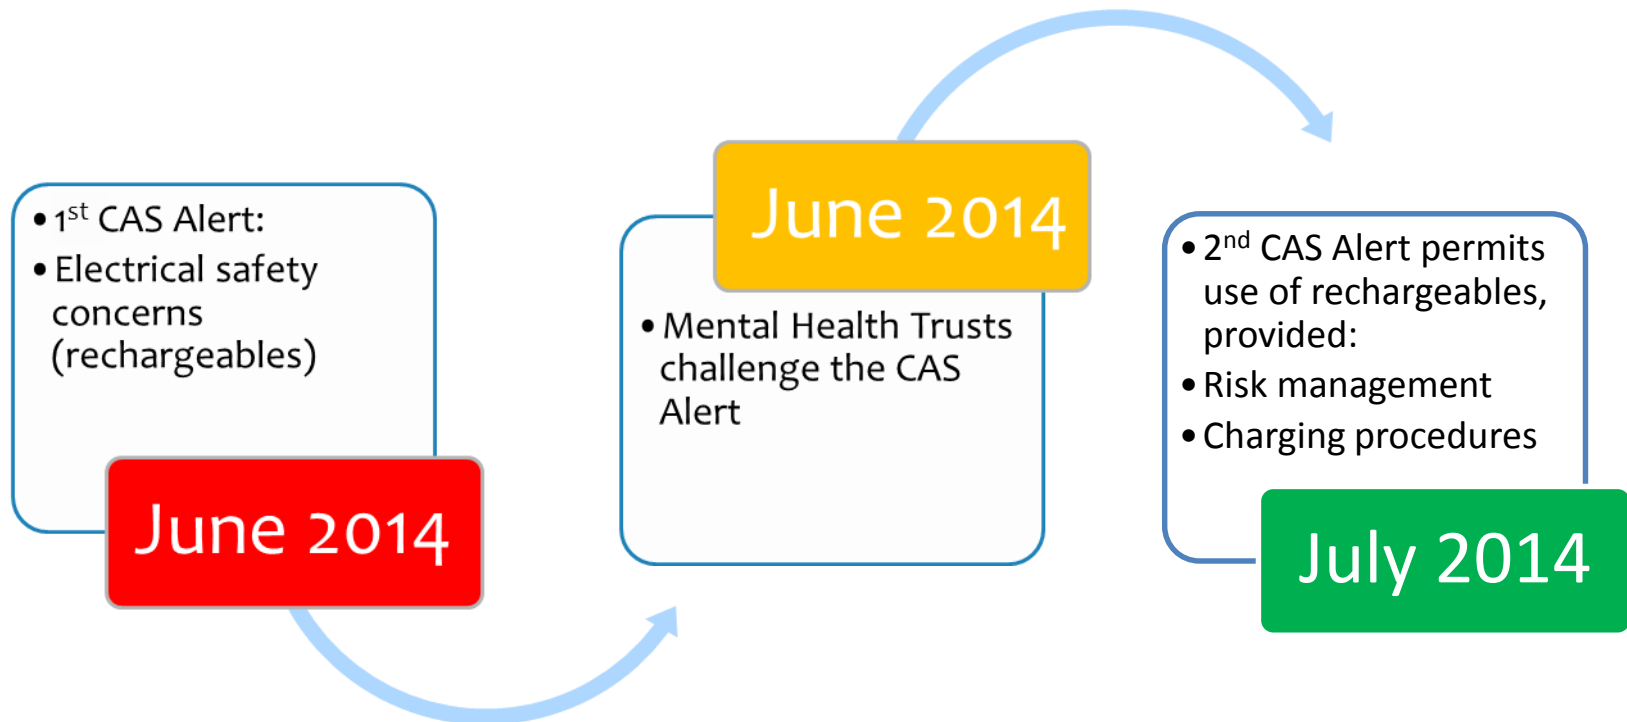 • 1st CAS Alert:
• Electrical safety
concerns
(rechargeables)
June 2014
June 2014
• Mental Health Trusts
challenge the CAS
Alert
• 2nd CAS Alert permits
use of rechargeables,
provided:
• Risk management
• Charging procedures
July 2014